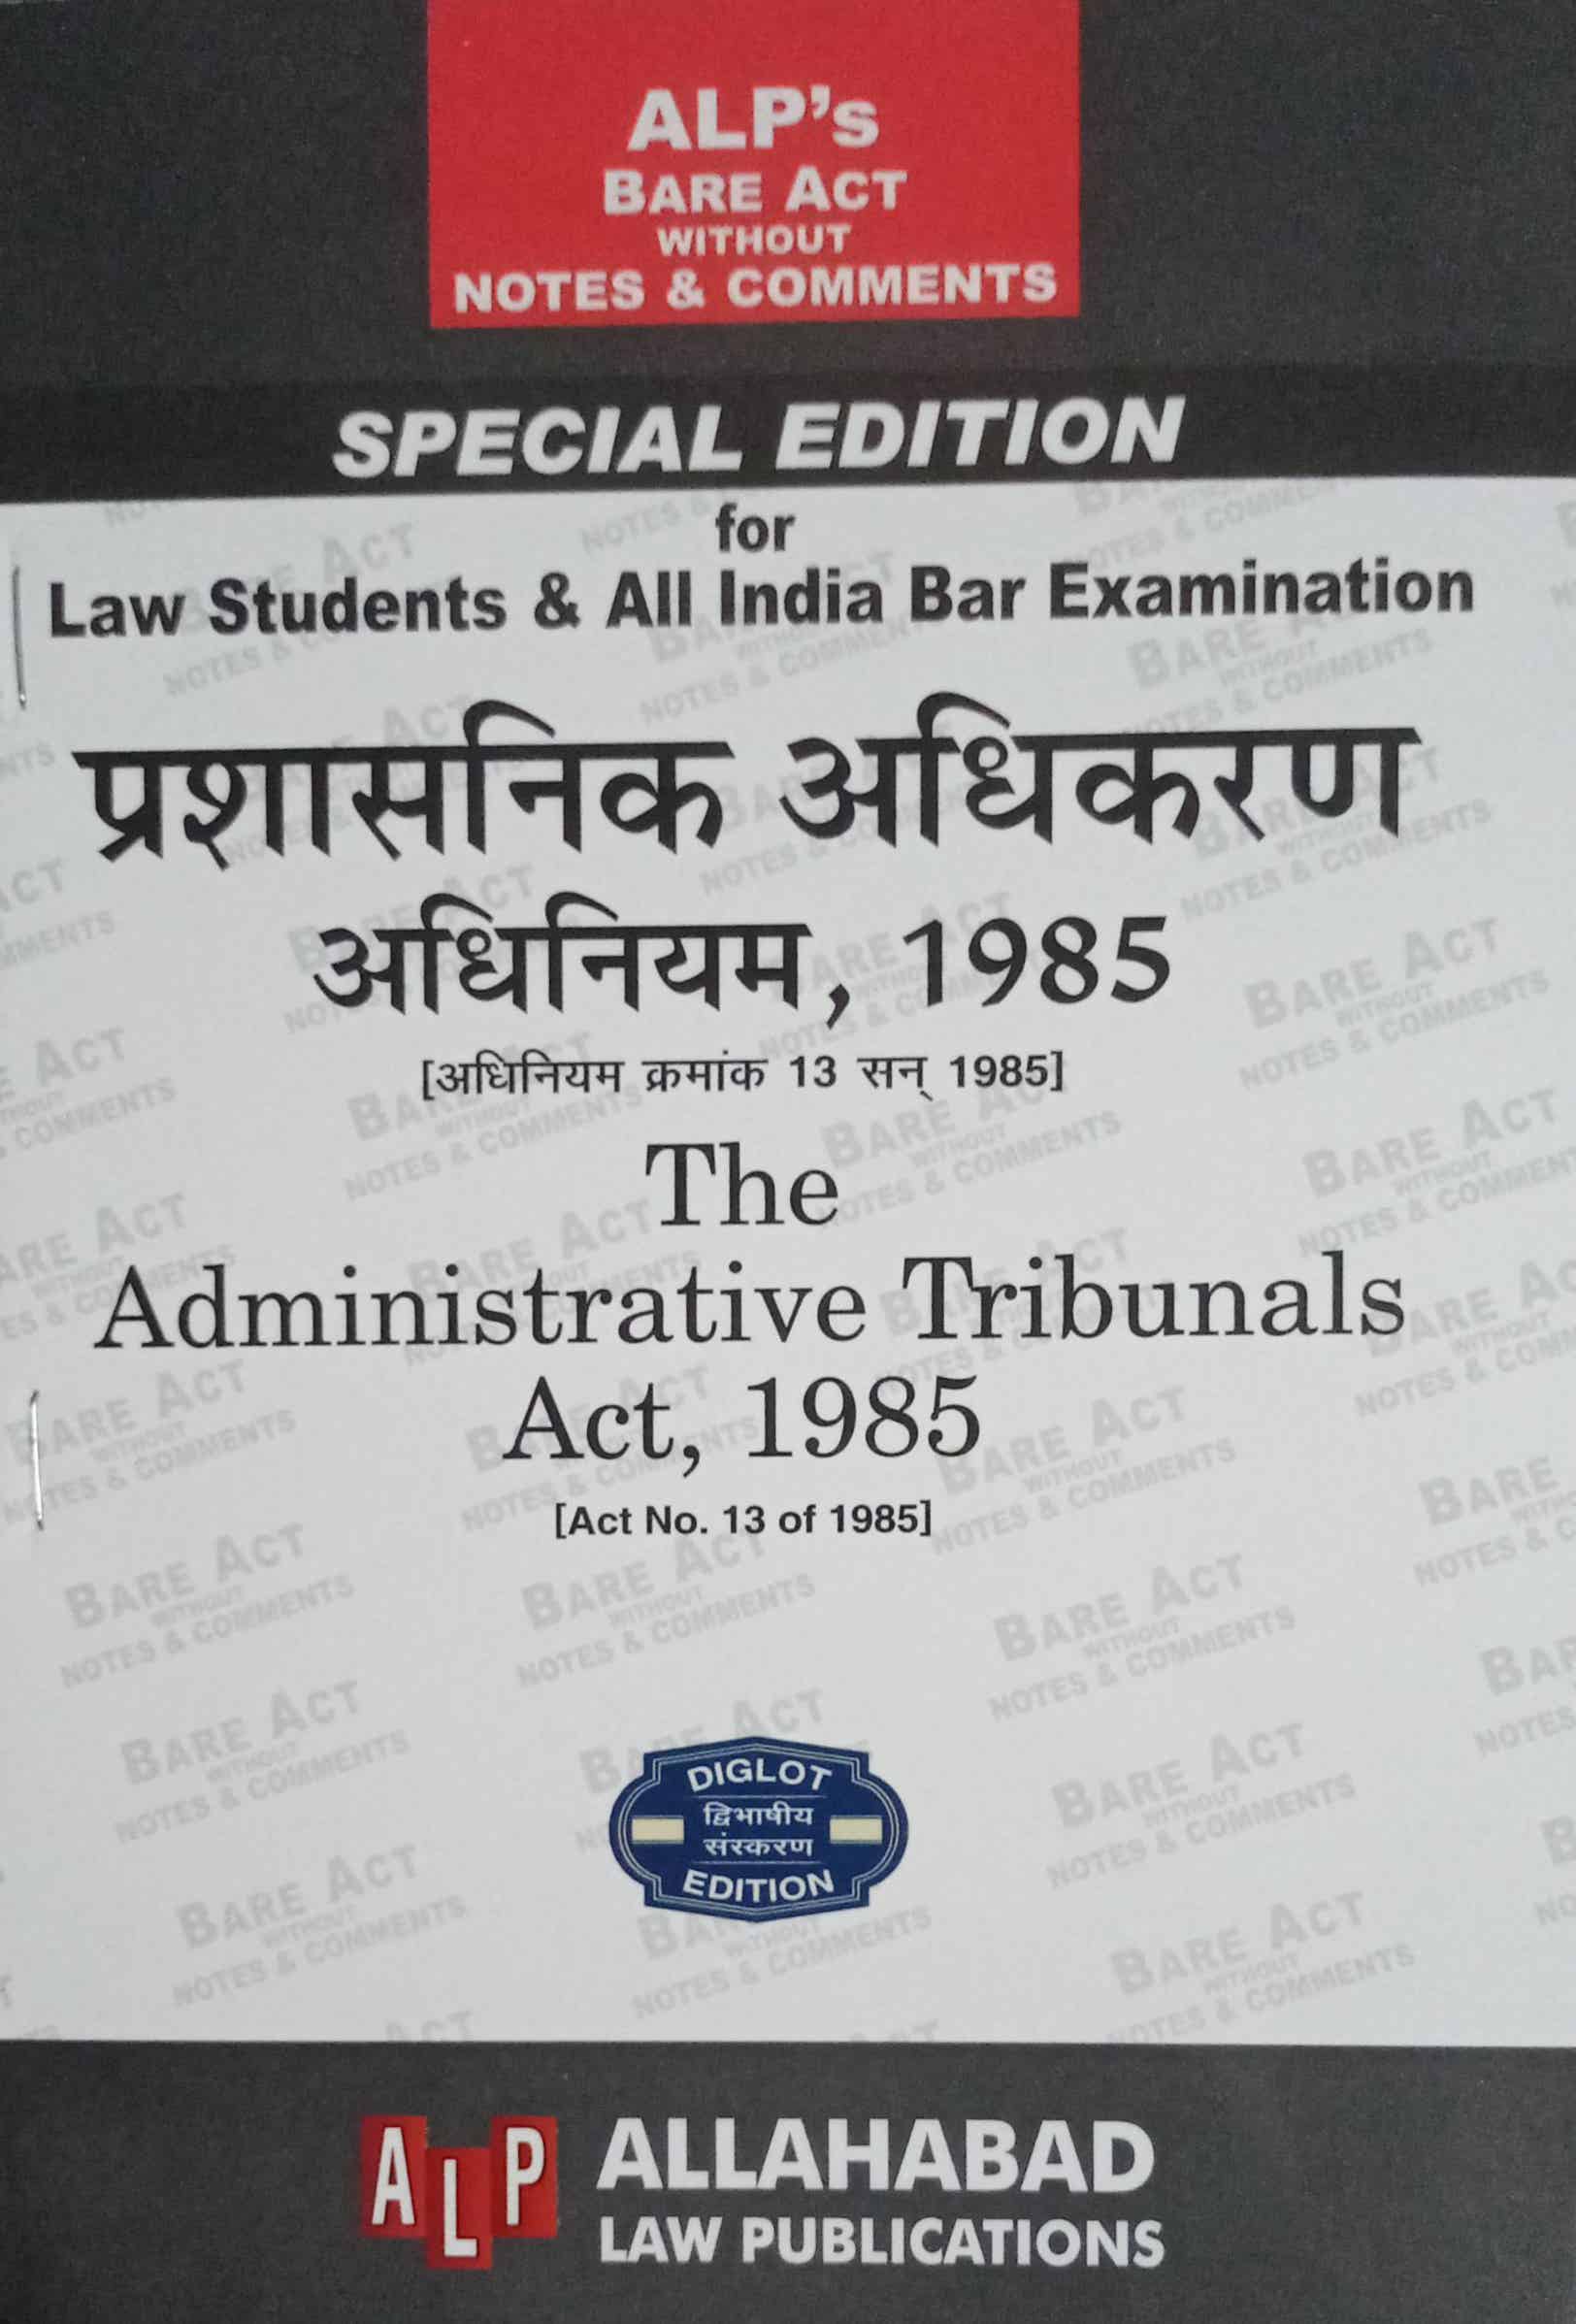 ALP's
BARE ACT
WITHOUT
NOTES & COMMENTS
SPECIAL EDITION
for
Law Students & All India Bar Examination
प्रशासनिक अधिकरण
अधिनियम, 1985
[अधिनियम क्रमांक 13 सन् 1985]
The
Administrative Tribunals
Act, 1985
[Act No. 13 of 1985]
DIGLOT
द्विभाषीय
संस्करण
EDITION
ALP
ALLAHABAD
LAW PUBLICATIONS